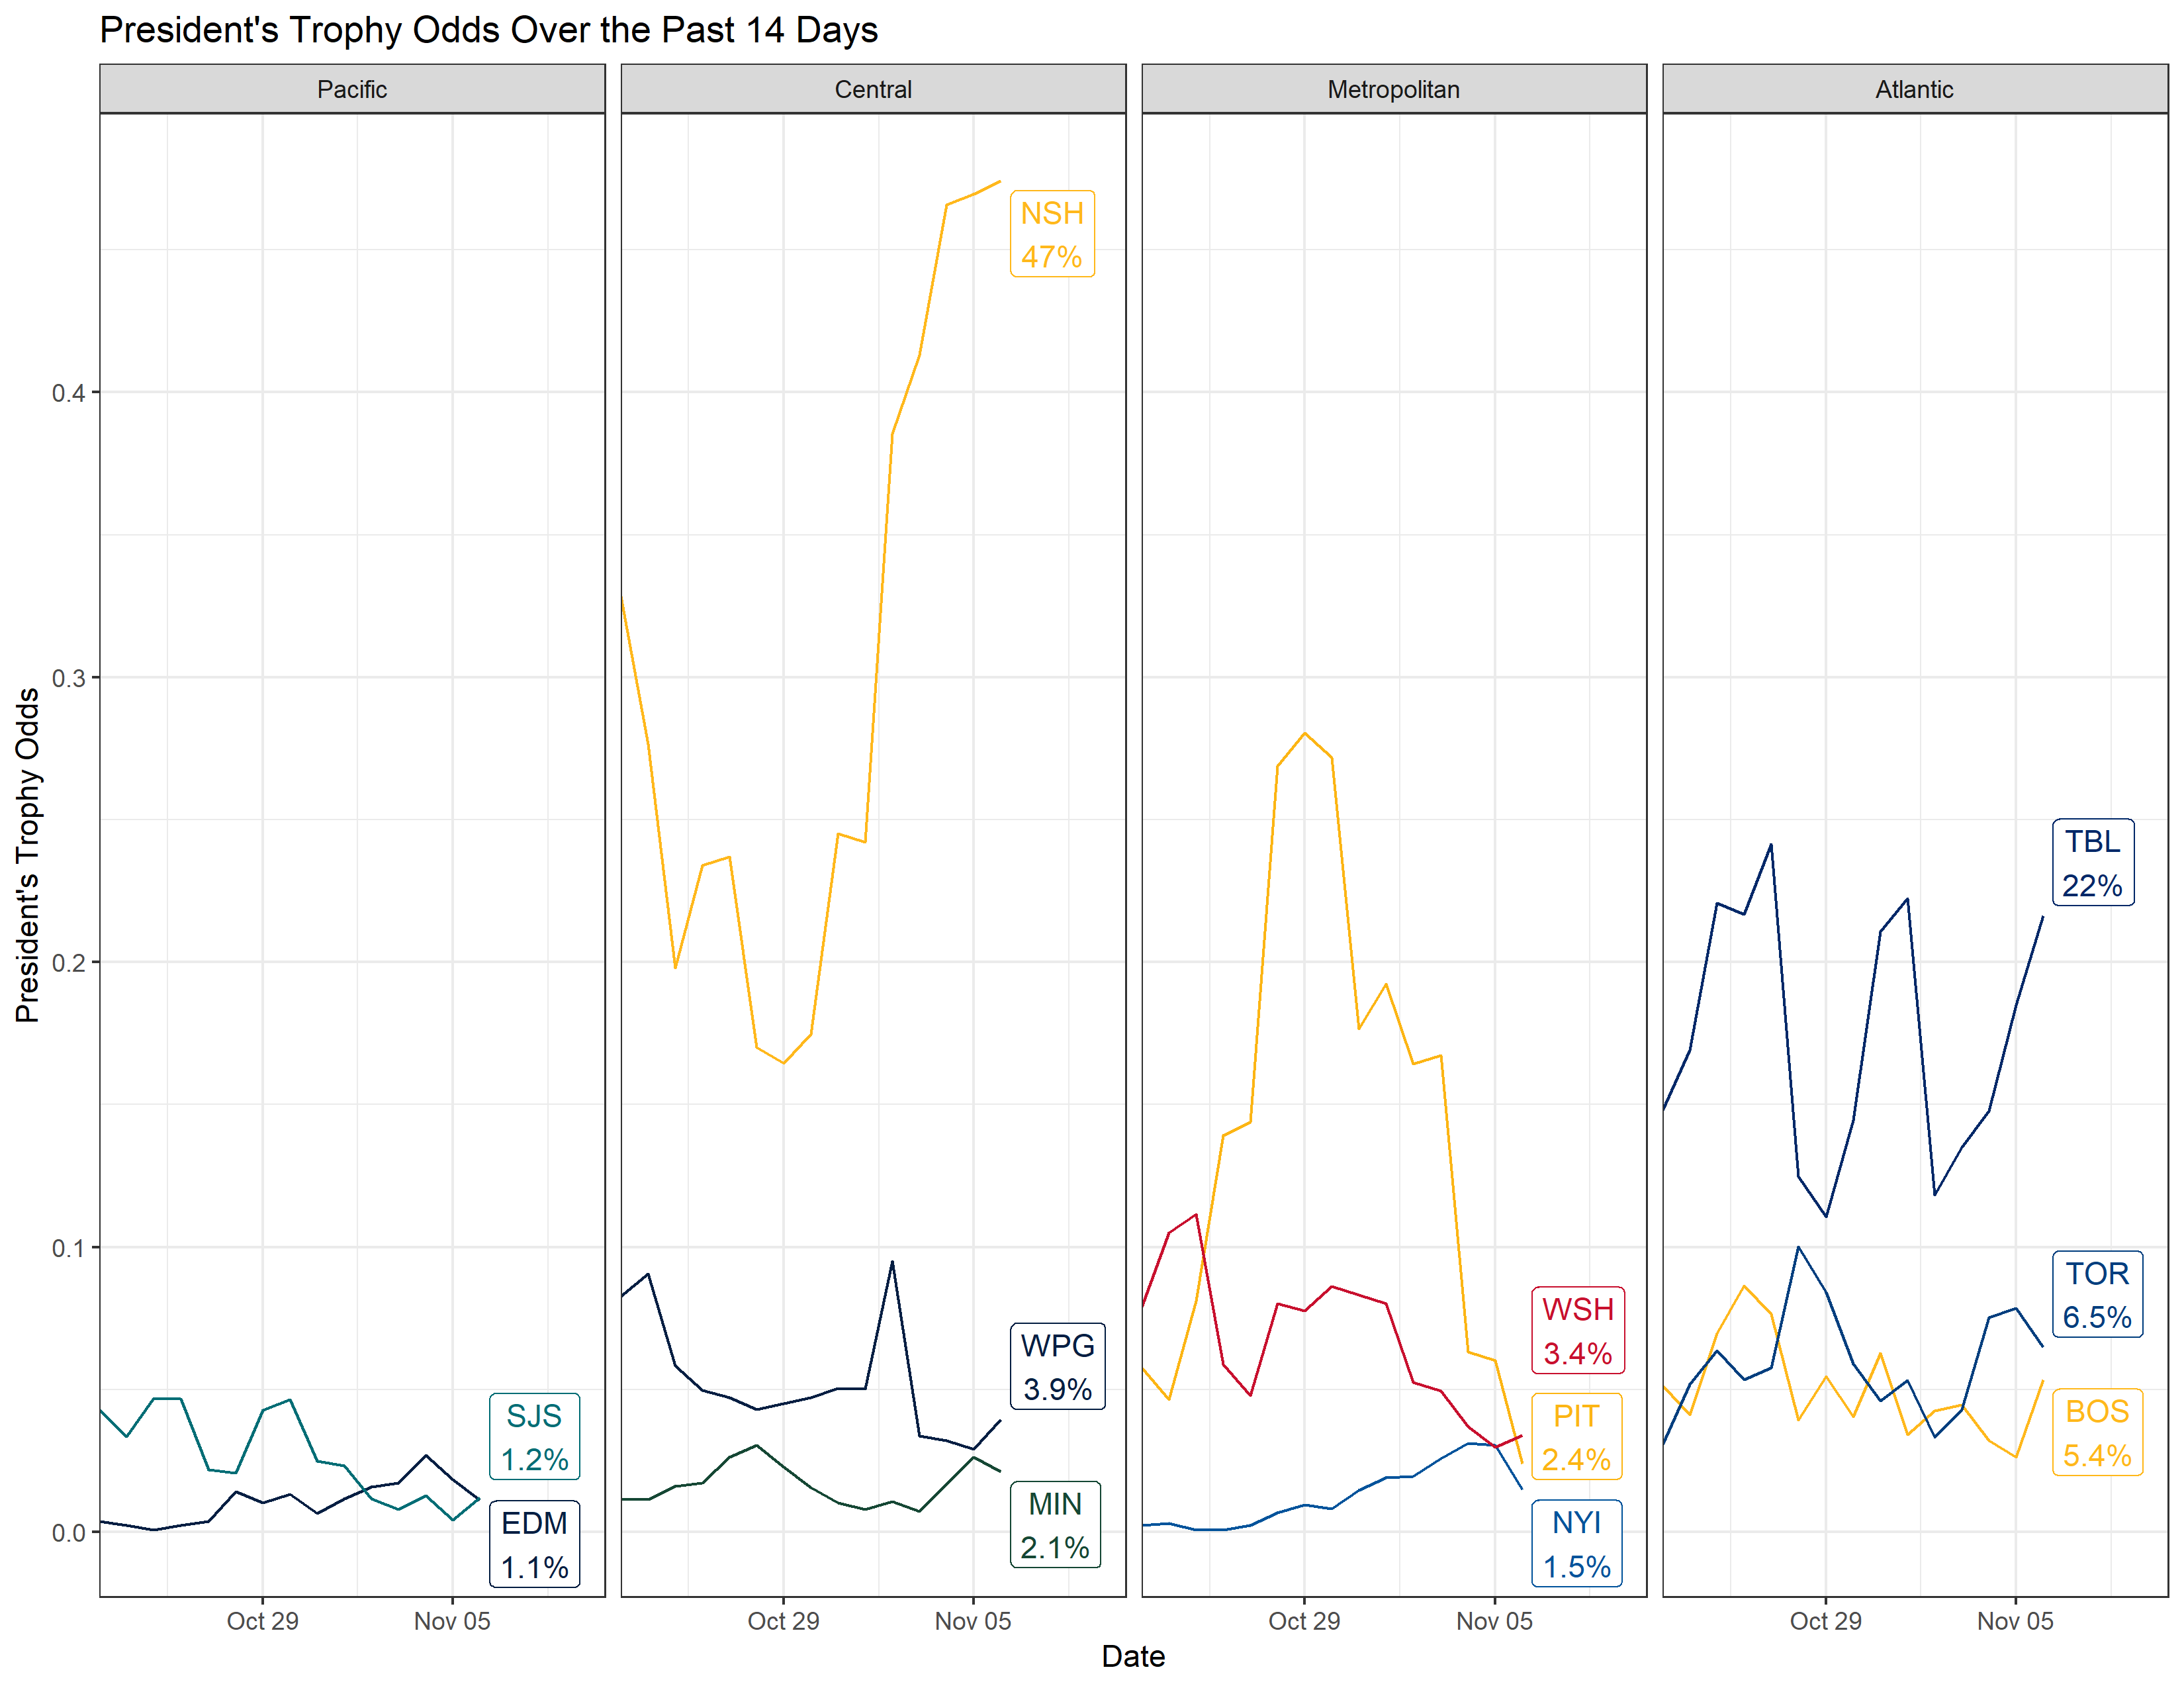 President's Trophy Odds Over the Past 14 Days
Pacific
Central
Metropolitan
Atlantic
President's Trophy Odds
0.4
0.3
0.2
0.1
0.0
SJS
1.2%
EDM
1.1%
NSH
47%
WPG
3.9%
MIN
2.1%
WSH
3.4%
PIT
2.4%
NYI
1.5%
TBL
22%
TOR
6.5%
BOS
5.4%
Oct 29
Nov 05
Oct 29
Nov 05
Oct 29
Nov 05
Oct 29
Nov 05
Date